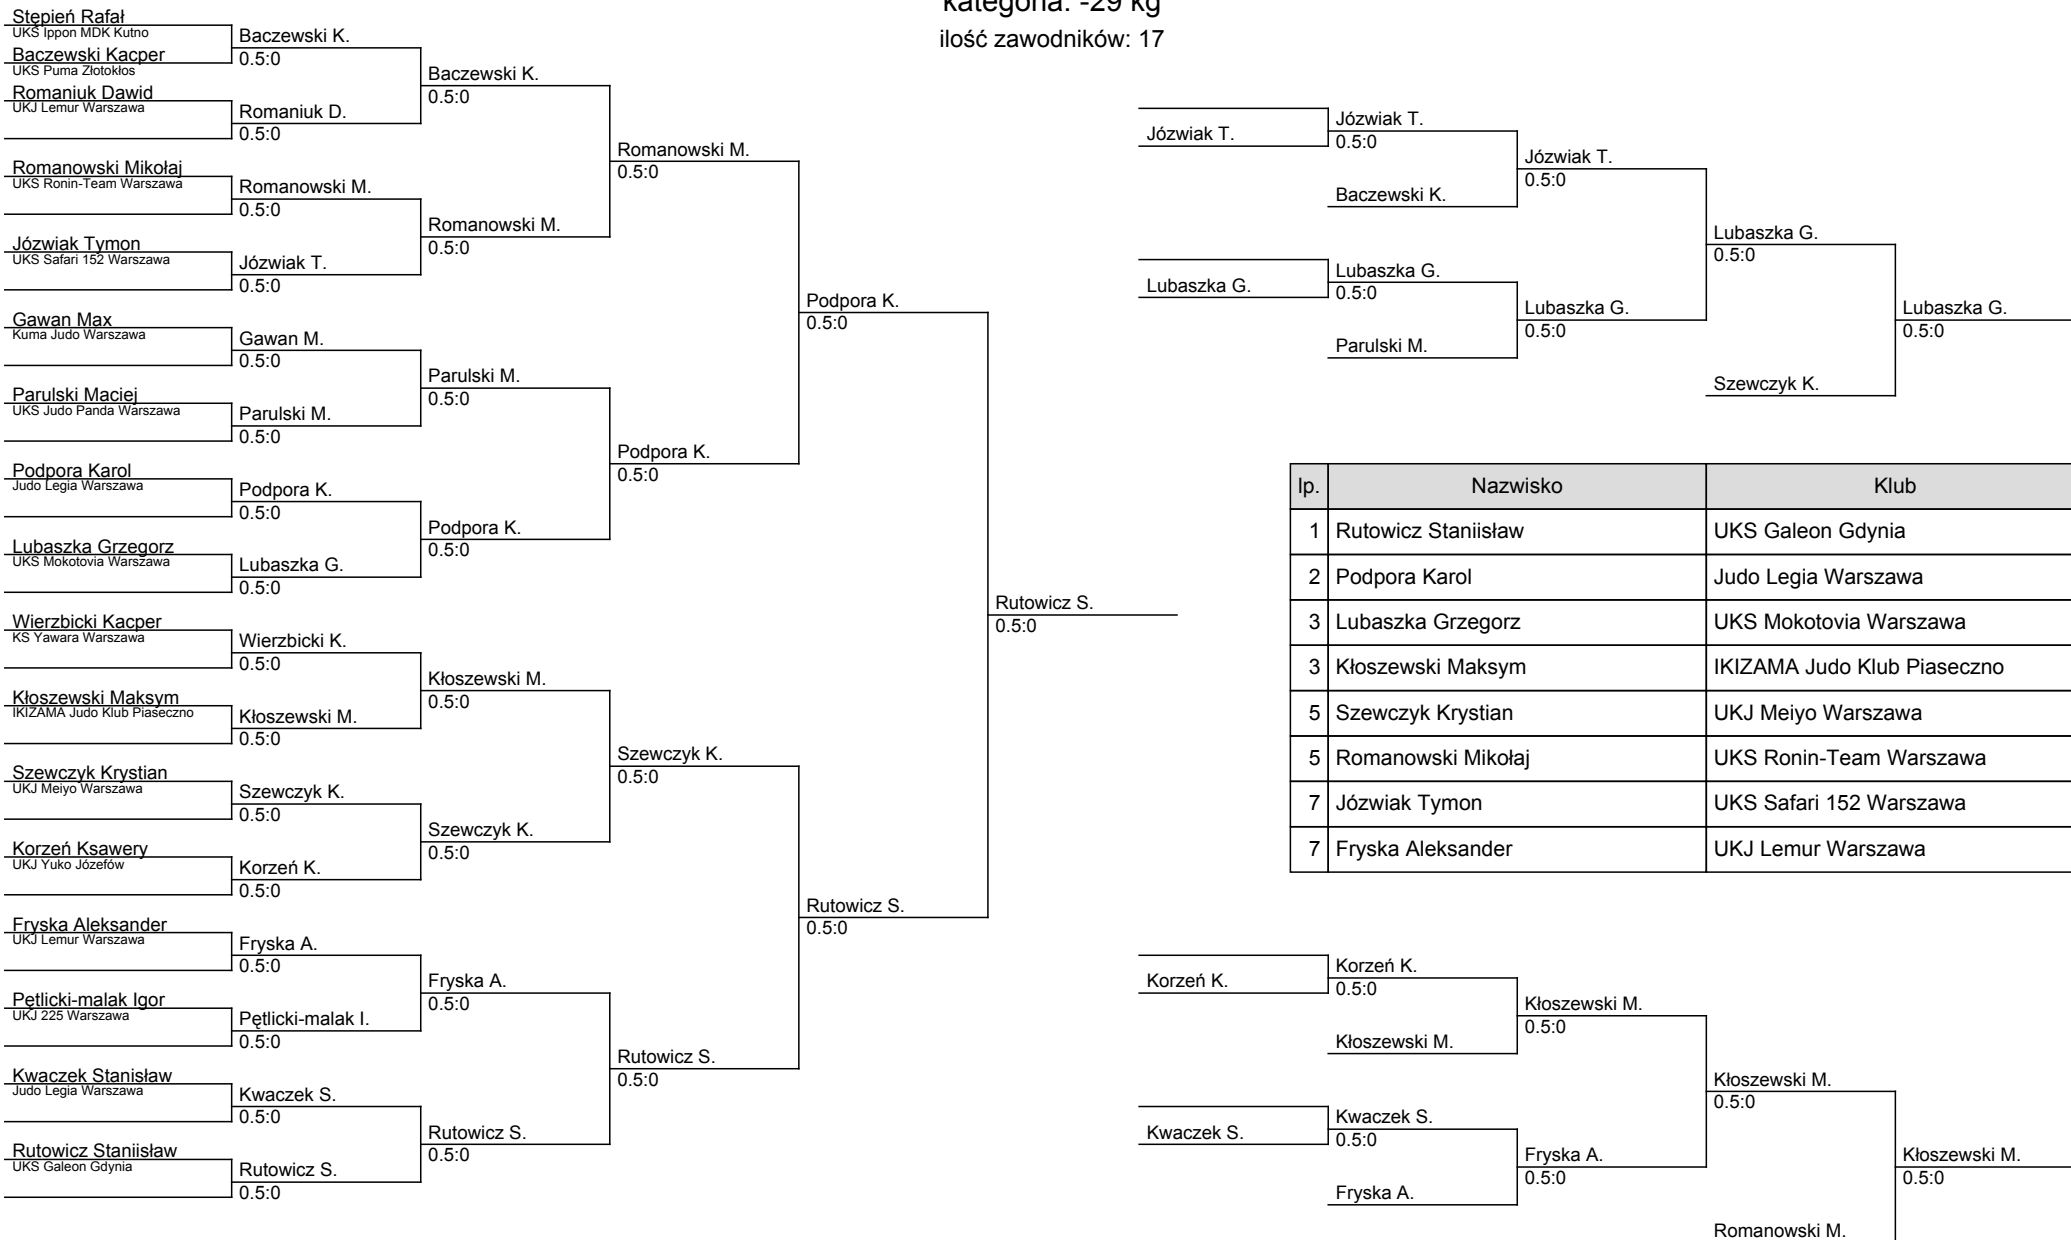 kategoria: -29 kg
ilość zawodników: 17
Stępień Rafał
UKS Ippon MDK Kutno
Baczewski Kacper
UKS Puma Złotokłos
Romaniuk Dawid
UKJ Lemur Warszawa
Romanowski Mikołaj
UKS Ronin-Team Warszawa
Józwiak Tymon
UKS Safari 152 Warszawa
Gawan Max
Kuma Judo Warszawa
Parulski Maciej
UKS Judo Panda Warszawa
Podpora Karol
Judo Legia Warszawa
Lubaszka Grzegorz
UKS Mokotovia Warszawa
Wierzbicki Kacper
KS Yawara Warszawa
Kłoszewski Maksym
IKIZAMA Judo Klub Piaseczno
Szewczyk Krystian
UKJ Meiyo Warszawa
Korzeń Ksawery
UKJ Yuko Józefów
Fryska Aleksander
UKJ Lemur Warszawa
Pętlicki-malak Igor
UKJ 225 Warszawa
Kwaczek Stanisław
Judo Legia Warszawa
Rutowicz Staniisław
UKS Galeon Gdynia
Baczewski K.
0.5:0
Romaniuk D.
0.5:0
Romanowski M.
0.5:0
Józwiak T.
0.5:0
Gawan M.
0.5:0
Parulski M.
0.5:0
Podpora K.
0.5:0
Lubaszka G.
0.5:0
Wierzbicki K.
0.5:0
Kłoszewski M.
0.5:0
Szewczyk K.
0.5:0
Korzeń K.
0.5:0
Fryska A.
0.5:0
Pętlicki-malak I.
0.5:0
Kwaczek S.
0.5:0
Rutowicz S.
0.5:0
Baczewski K.
0.5:0
Romanowski M.
0.5:0
Parulski M.
0.5:0
Podpora K.
0.5:0
Kłoszewski M.
0.5:0
Szewczyk K.
0.5:0
Fryska A.
0.5:0
Rutowicz S.
0.5:0
Romanowski M.
0.5:0
Podpora K.
0.5:0
Szewczyk K.
0.5:0
Rutowicz S.
0.5:0
Podpora K.
0.5:0
Rutowicz S.
0.5:0
Rutowicz S.
0.5:0
Józwiak T.
Lubaszka G.
Józwiak T.
0.5:0
Baczewski K.
Lubaszka G.
0.5:0
Parulski M.
Józwiak T.
0.5:0
Lubaszka G.
0.5:0
Lubaszka G.
0.5:0
Szewczyk K.
Lubaszka G.
0.5:0
lp. Nazwisko Klub
1 Rutowicz Staniisław UKS Galeon Gdynia
2 Podpora Karol Judo Legia Warszawa
3 Lubaszka Grzegorz UKS Mokotovia Warszawa
3 Kłoszewski Maksym IKIZAMA Judo Klub Piaseczno
5 Szewczyk Krystian UKJ Meiyo Warszawa
5 Romanowski Mikołaj UKS Ronin-Team Warszawa
7 Józwiak Tymon UKS Safari 152 Warszawa
7 Fryska Aleksander UKJ Lemur Warszawa
Korzeń K.
Kwaczek S.
Korzeń K.
0.5:0
Kłoszewski M.
Kwaczek S.
0.5:0
Fryska A.
Kłoszewski M.
0.5:0
Fryska A.
0.5:0
Kłoszewski M.
0.5:0
Romanowski M.
Kłoszewski M.
0.5:0